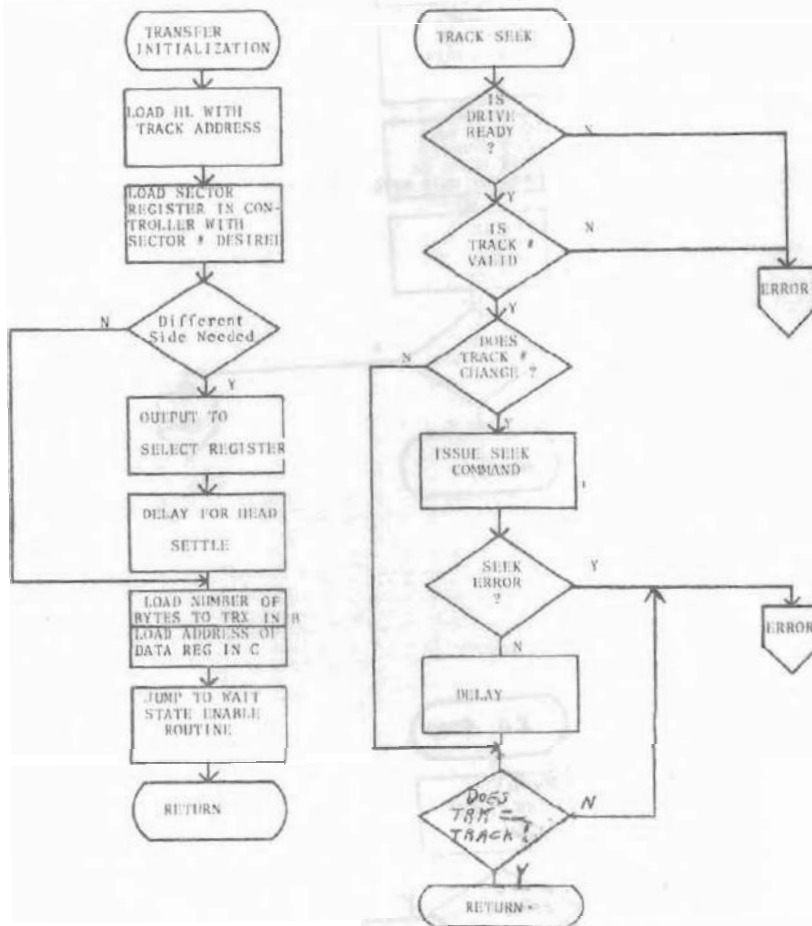 TRANSFER
INITIALIZATION
LOAD HL WITH
TRACK ADDRESS
LOAD SECTOR
REGISTER IN CON-
TROLLER WITH
SECTOR # DESIRED
N
Different
Side Needed
Y
OUTPUT TO
SELECT REGISTER
DELAY FOR HEAD
SETTLE
LOAD NUMBER OF
BYTES TO TRX IN B
LOAD ADDRESS OF
DATA REG IN C
JUMP TO WAIT
STATE ENABLE
ROUTINE
RETURN
TRACK SEEK
IS
DRIVE
READY
?
N
Y
IS
TRACK #
VALID
N
ERROR
Y
DOES
TRACK #
CHANGE ?
N
Y
ISSUE SEEK
COMMAND
SEEK
ERROR
?
Y
ERROR
N
DELAY
DOES
TRK =
TRACK?
N
Y
RETURN